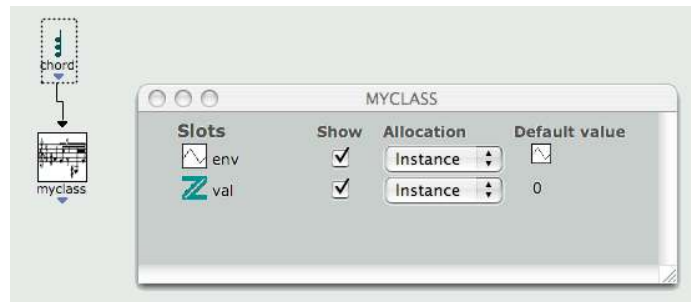 chord
myclass
MYCLASS
Slots Show Allocation Default value
env Instance
val Instance 0